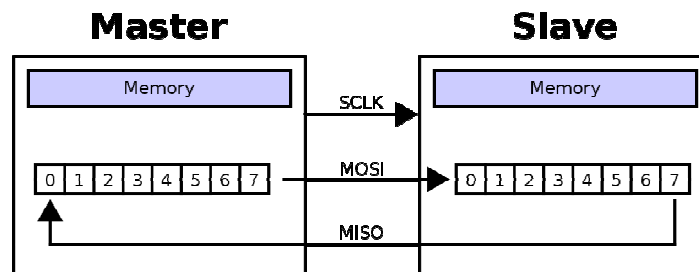 Master Slave
Memory Memory
SCLK
MOSI
0 1 2 3 4 5 6 7 0 1 2 3 4 5 6 7
MISO